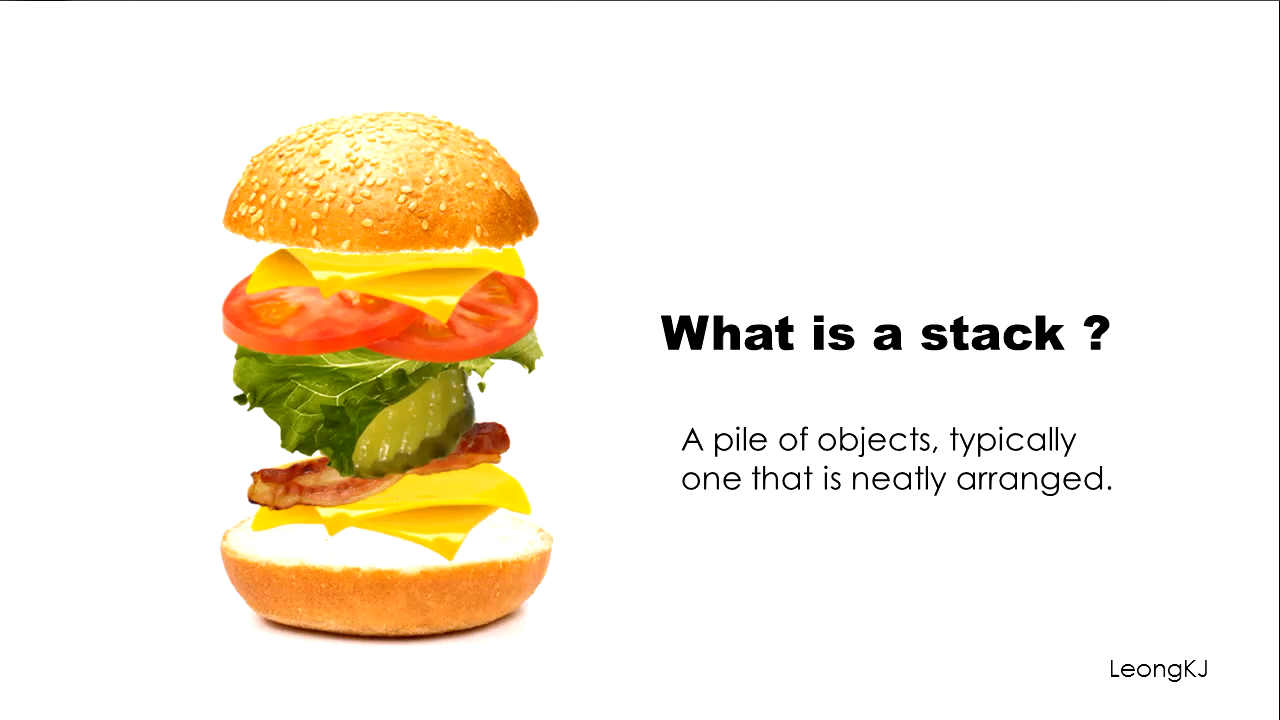 What is a stack ?
A pile of objects, typically
one that is neatly arranged.
LeongKJ